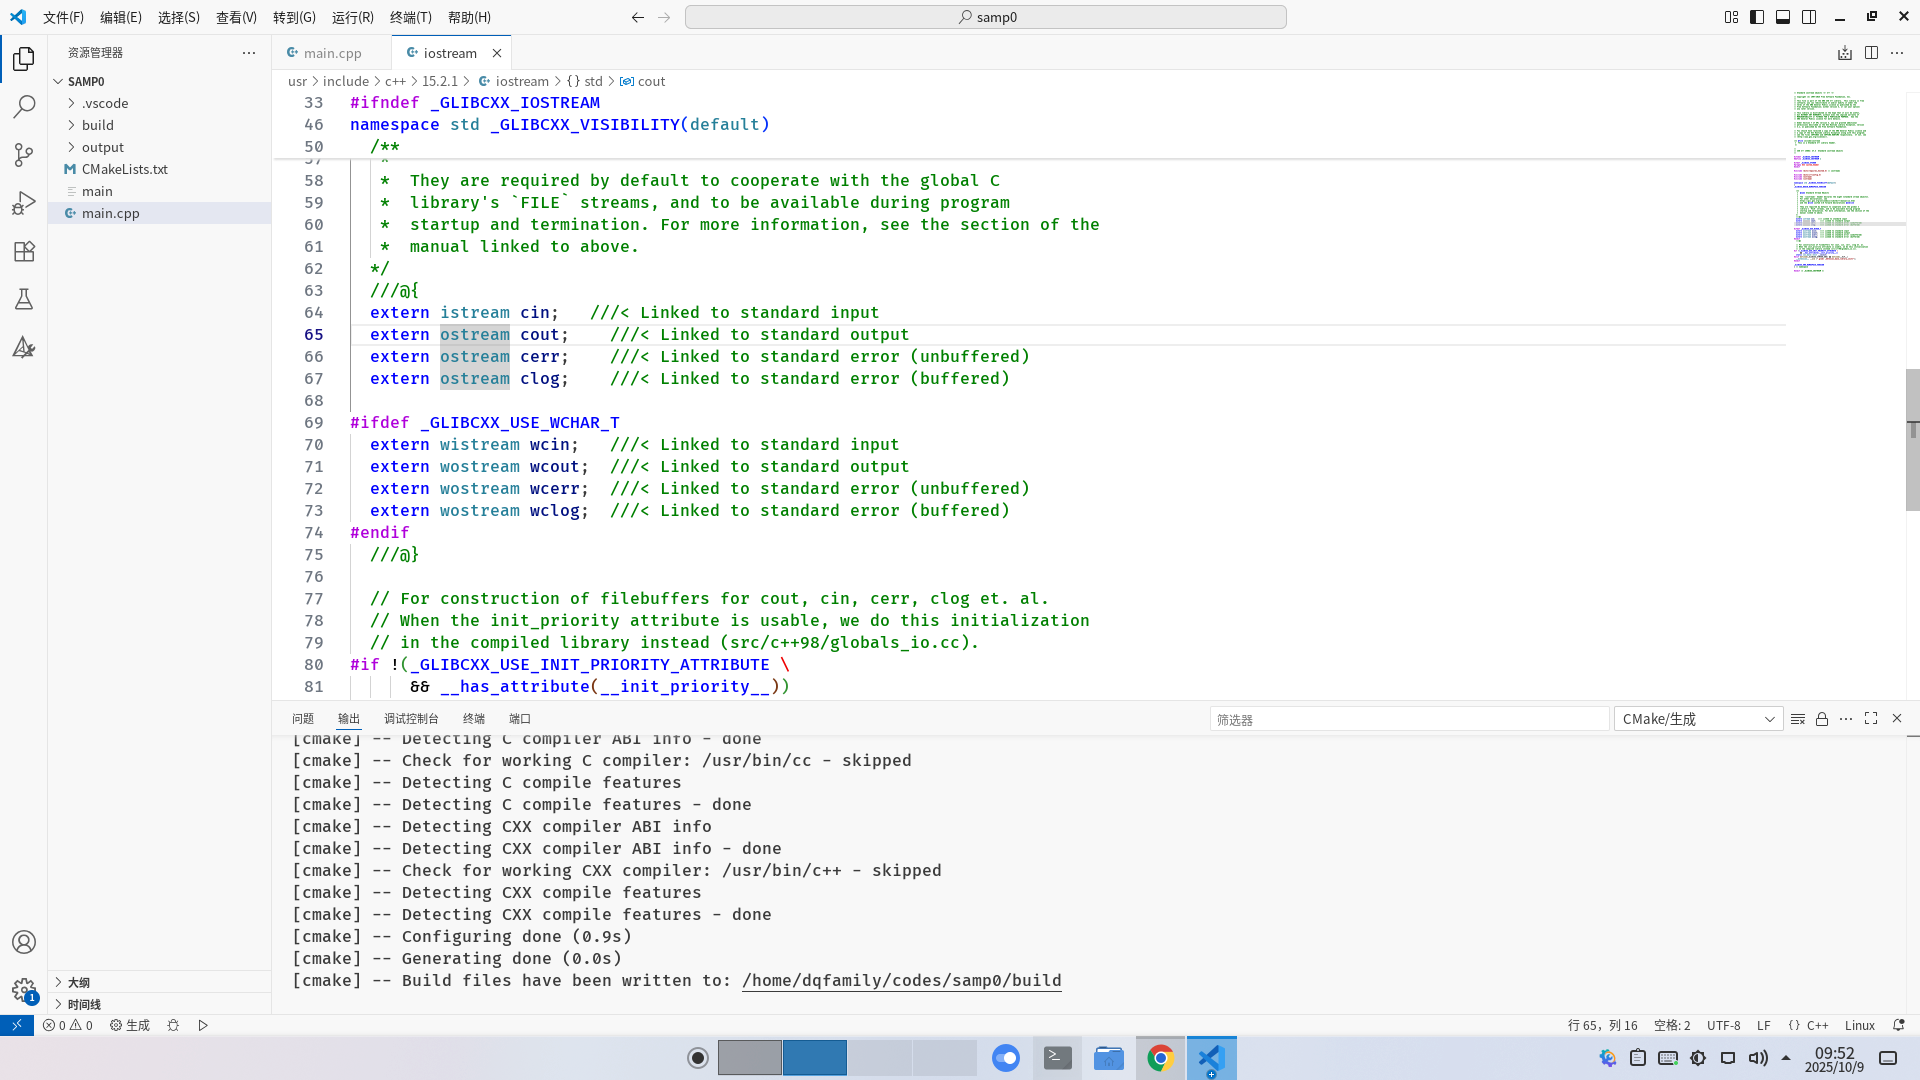 文件(F) 编辑(E) 选择(S) 查看(V) 转到(G) 运行(R) 终端(T) 帮助(H)
samp0
资源管理器
main.cpp
iostream
usr > include > c++ > 15.2.1 > iostream > {} std > cout
SAMP0
.vscode
build
output
CMakeLists.txt
main
main.cpp
33 #ifndef _GLIBCXX_IOSTREAM
46 namespace std _GLIBCXX_VISIBILITY(default)
50 /**
57 *
58 * They are required by default to cooperate with the global C
59 * library's `FILE` streams, and to be available during program
60 * startup and termination. For more information, see the section of the
61 * manual linked to above.
62 */
63 ///@{
64 extern istream cin; ///< Linked to standard input
65 extern ostream cout; ///< Linked to standard output
66 extern ostream cerr; ///< Linked to standard error (unbuffered)
67 extern ostream clog; ///< Linked to standard error (buffered)
68
69 #ifdef _GLIBCXX_USE_WCHAR_T
70 extern wistream wcin; ///< Linked to standard input
71 extern wostream wcout; ///< Linked to standard output
72 extern wostream wcerr; ///< Linked to standard error (unbuffered)
73 extern wostream wclog; ///< Linked to standard error (buffered)
74 #endif
75 ///@}
76
77 // For construction of filebuffers for cout, cin, cerr, clog et. al.
78 // When the init_priority attribute is usable, we do this initialization
79 // in the compiled library instead (src/c++98/globals_io.cc).
80 #if !(_GLIBCXX_USE_INIT_PRIORITY_ATTRIBUTE \
81 && __has_attribute(__init_priority__))
问题 输出 调试控制台 终端 端口
筛选器
CMake/生成
[cmake] -- Detecting C compiler ABI info - done
[cmake] -- Check for working C compiler: /usr/bin/cc - skipped
[cmake] -- Detecting C compile features
[cmake] -- Detecting C compile features - done
[cmake] -- Detecting CXX compiler ABI info
[cmake] -- Detecting CXX compiler ABI info - done
[cmake] -- Check for working CXX compiler: /usr/bin/c++ - skipped
[cmake] -- Detecting CXX compile features
[cmake] -- Detecting CXX compile features - done
[cmake] -- Configuring done (0.9s)
[cmake] -- Generating done (0.0s)
[cmake] -- Build files have been written to: /home/dqfamily/codes/samp0/build
大纲
时间线
1
0 0 生成
行 65，列 16 空格: 2 UTF-8 LF {} C++ Linux
09:52
2025/10/9